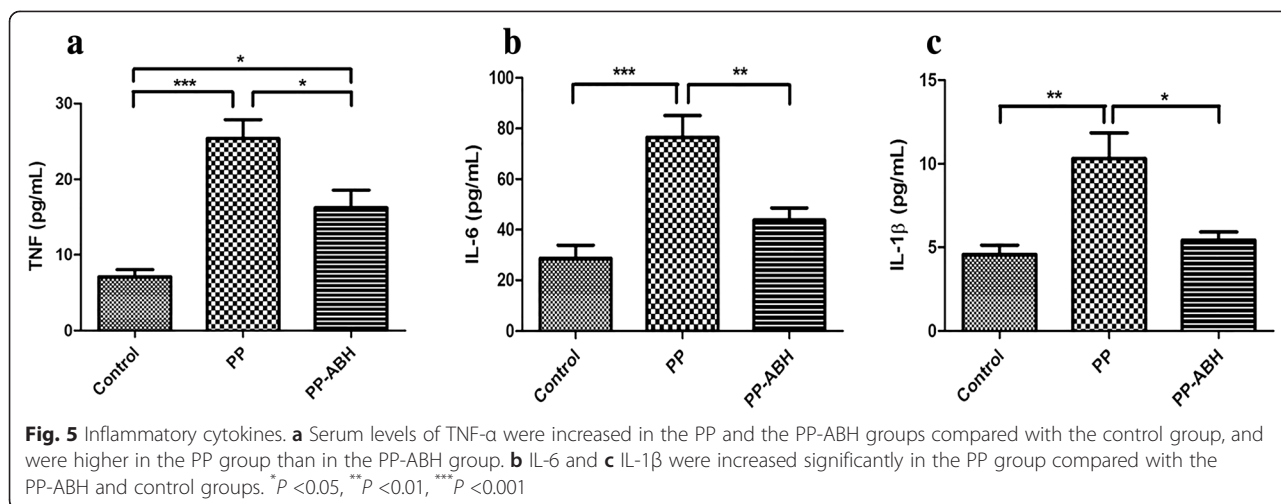 a
*
***
*
30
20
10
0
TNF (pg/mL)
Control
PP
PP-ABH
b
***
**
100
80
60
40
20
0
IL-6 (pg/mL)
Control
PP
PP-ABH
c
**
*
15
10
5
0
IL-1β (pg/mL)
Control
PP
PP-ABH
Fig. 5 Inflammatory cytokines. a Serum levels of TNF-α were increased in the PP and the PP-ABH groups compared with the control group, and
were higher in the PP group than in the PP-ABH group. b IL-6 and c IL-1β were increased significantly in the PP group compared with the
PP-ABH and control groups. *P <0.05, **P <0.01, ***P <0.001